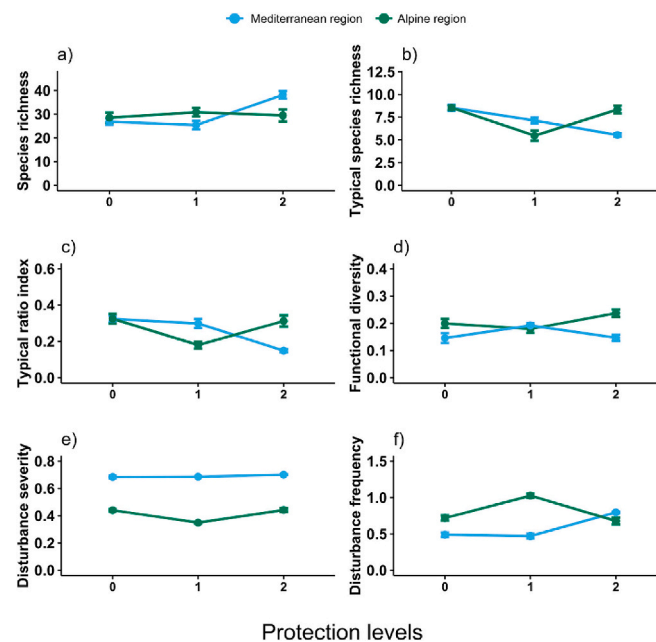 Mediterranean region Alpine region
a)
Species richness
40
30
20
10
0
0 1 2
b)
Typical species richness
12.5
10.0
7.5
5.0
2.5
0.0
0 1 2
c)
Typical ratio index
0.6
0.4
0.2
0.0
0 1 2
d)
Functional diversity
0.4
0.3
0.2
0.1
0.0
0 1 2
e)
Disturbance severity
0.8
0.6
0.4
0.2
0.0
0 1 2
f)
Disturbance frequency
1.5
1.0
0.5
0.0
0 1 2
Protection levels